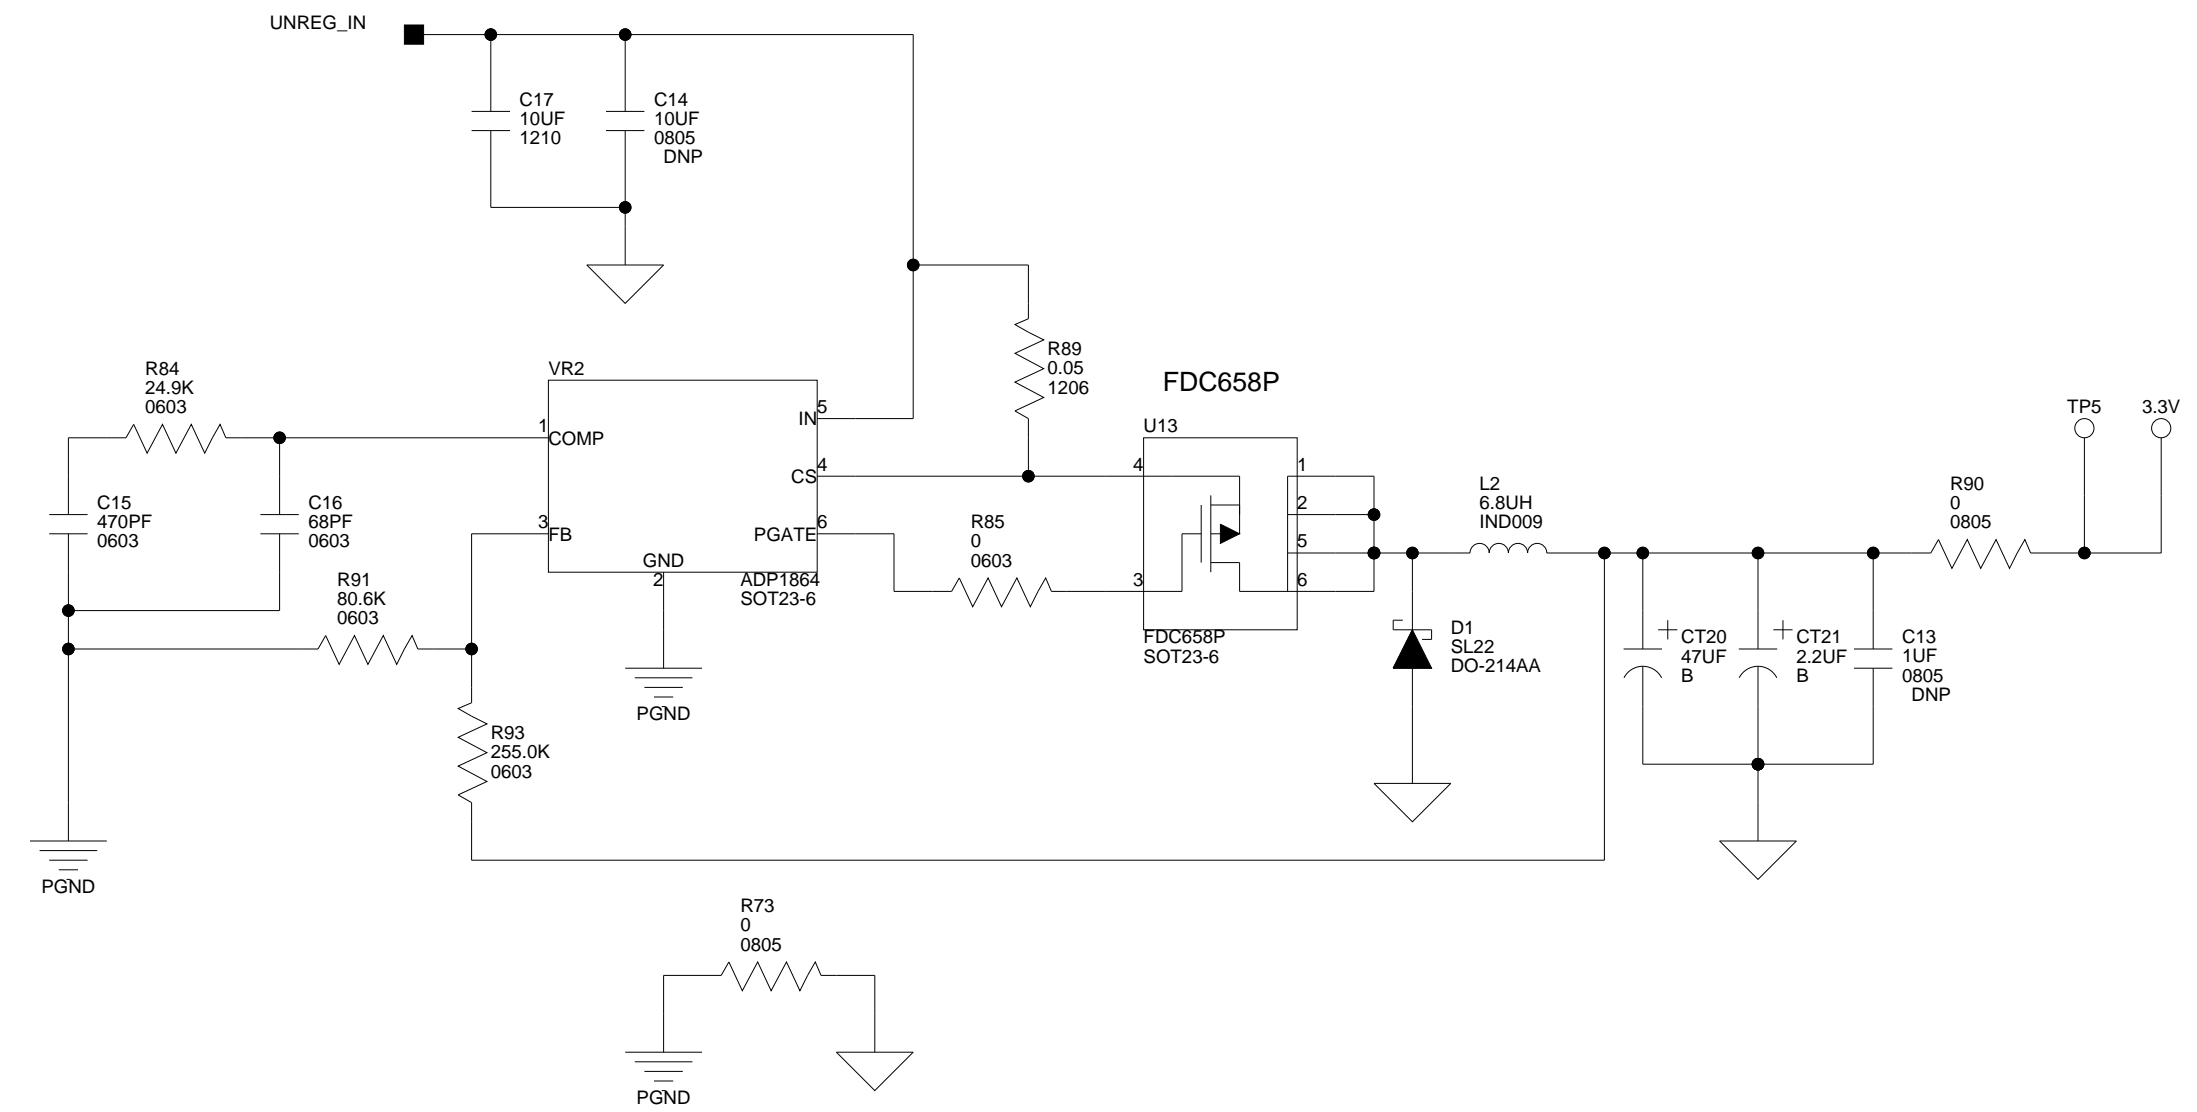 UNREG_IN
C17
10UF
1210
C14
10UF
0805
DNP
R89
0.05
1206
R84
24.9K
0603
VR2
FDC658P
5
IN
1
COMP
4
CS
3
FB
6
PGATE
GND
2
ADP1864
SOT23-6
C15
470PF
0603
C16
68PF
0603
R91
80.6K
0603
PGND
R93
255.0K
0603
R85
0
0603
U13
4
3
1
2
5
6
FDC658P
SOT23-6
L2
6.8UH
IND009
D1
SL22
DO-214AA
R90
0
0805
TP5
3.3V
CT20
47UF
B
CT21
2.2UF
B
C13
1UF
0805
DNP
PGND
R73
0
0805
PGND